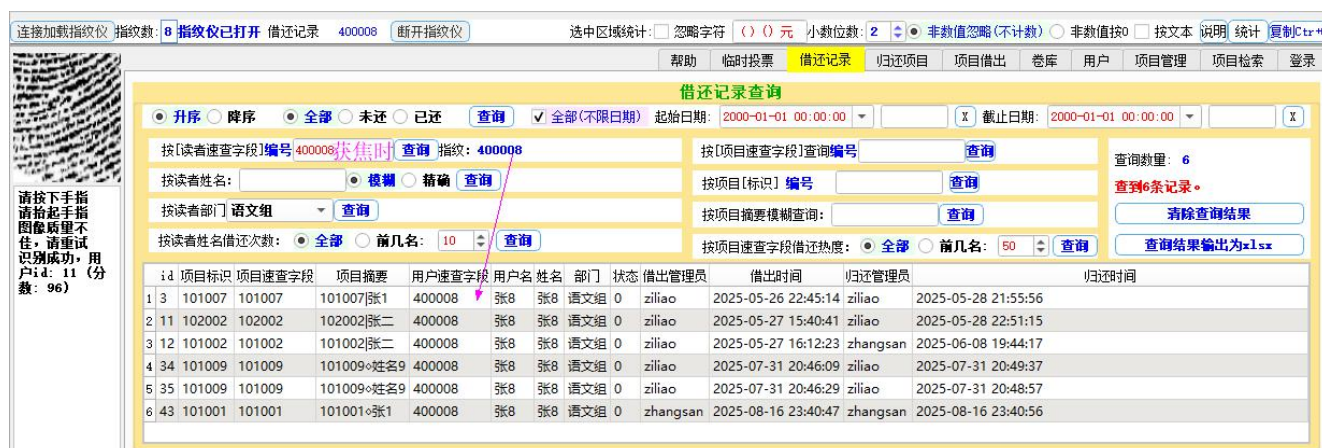 连接加载指纹仪 指纹数: 8 指纹仪已打开 借还记录 400008 断开指纹仪 选中区域统计: 忽略字符 ()()元 小数位数: 2 非数值忽略(不计数) 非数值按0 按文本 说明 统计 复制Ctr+
帮助 临时投票 借还记录 归还项目 项目借出 卷库 用户 项目管理 项目检索 登录
借还记录查询
升序 降序 全部 未还 已还 查询 全部(不限日期) 起始日期: 2000-01-01 00:00:00 X 截止日期: 2000-01-01 00:00:00 X
按[读者速查字段]编号 400008 获焦时 查询 指纹: 400008 按[项目速查字段]查询编号 查询
查询数量: 6
按读者姓名: 模糊 精确 查询 按项目[标识] 编号 查询
查到6条记录。
按读者部门 语文组 查询 按项目摘要模糊查询: 查询 清除查询结果
按读者姓名借还次数: 全部 前几名: 10 查询 按项目速查字段借还热度: 全部 前几名: 50 查询 查询结果输出为xlsx
请按下手指
请抬起手指
图像质量不
佳，请重试
识别成功，用
户id: 11 (分
数: 96)
id 项目标识 项目速查字段 项目摘要 用户速查字段 用户名 姓名 部门 状态 借出管理员 借出时间 归还管理员 归还时间
1 3 101007 101007 101007|张1 400008 张8 张8 语文组 0 ziliao 2025-05-26 22:45:14 ziliao 2025-05-28 21:55:56
2 11 102002 102002 102002|张二 400008 张8 张8 语文组 0 ziliao 2025-05-27 15:40:41 ziliao 2025-05-28 22:51:15
3 12 101002 101002 101002|张二 400008 张8 张8 语文组 0 ziliao 2025-05-27 16:12:23 zhangsan 2025-06-08 19:44:17
4 34 101009 101009 101009◇姓名9 400008 张8 张8 语文组 0 ziliao 2025-07-31 20:46:09 ziliao 2025-07-31 20:49:37
5 35 101009 101009 101009◇姓名9 400008 张8 张8 语文组 0 ziliao 2025-07-31 20:46:29 ziliao 2025-07-31 20:48:57
6 43 101001 101001 101001◇张1 400008 张8 张8 语文组 0 zhangsan 2025-08-16 23:40:47 zhangsan 2025-08-16 23:40:56